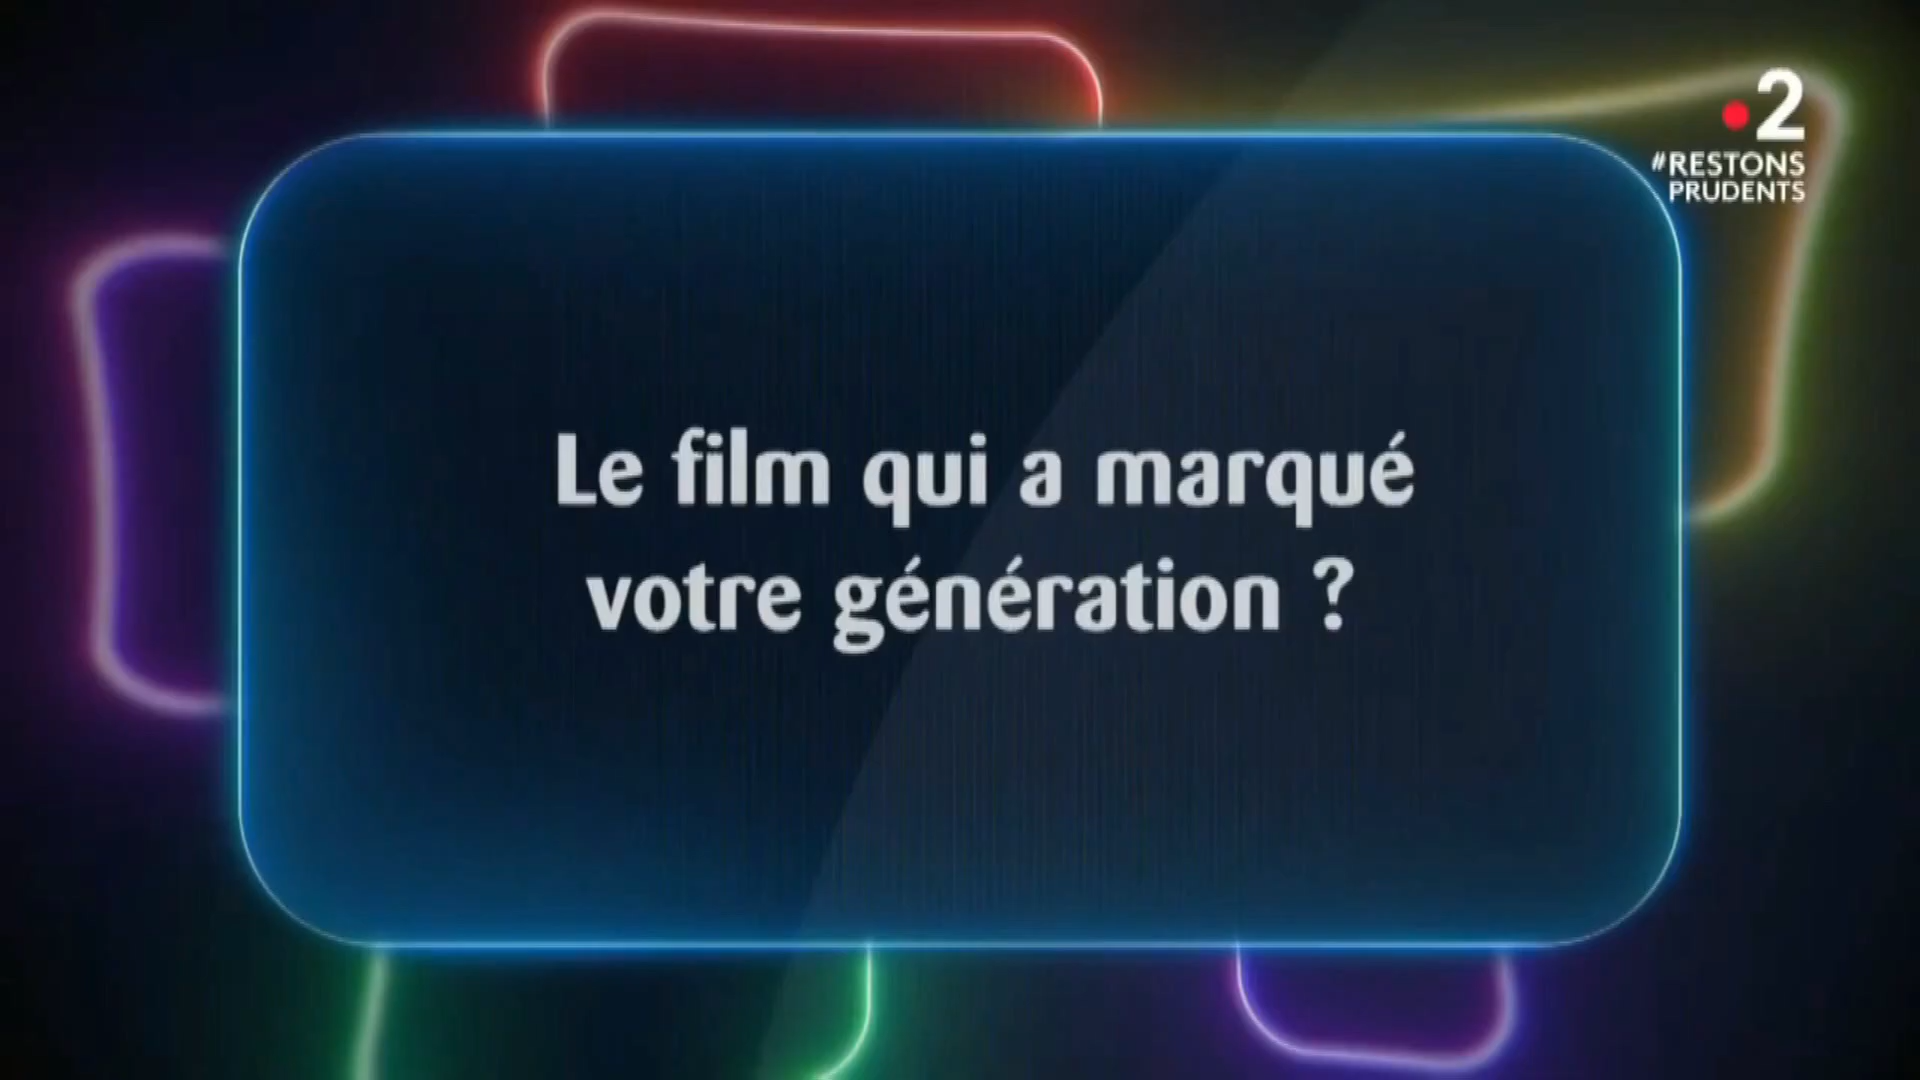 2
#RESTONS
PRUDENTS
Le film qui a marqué
votre génération ?